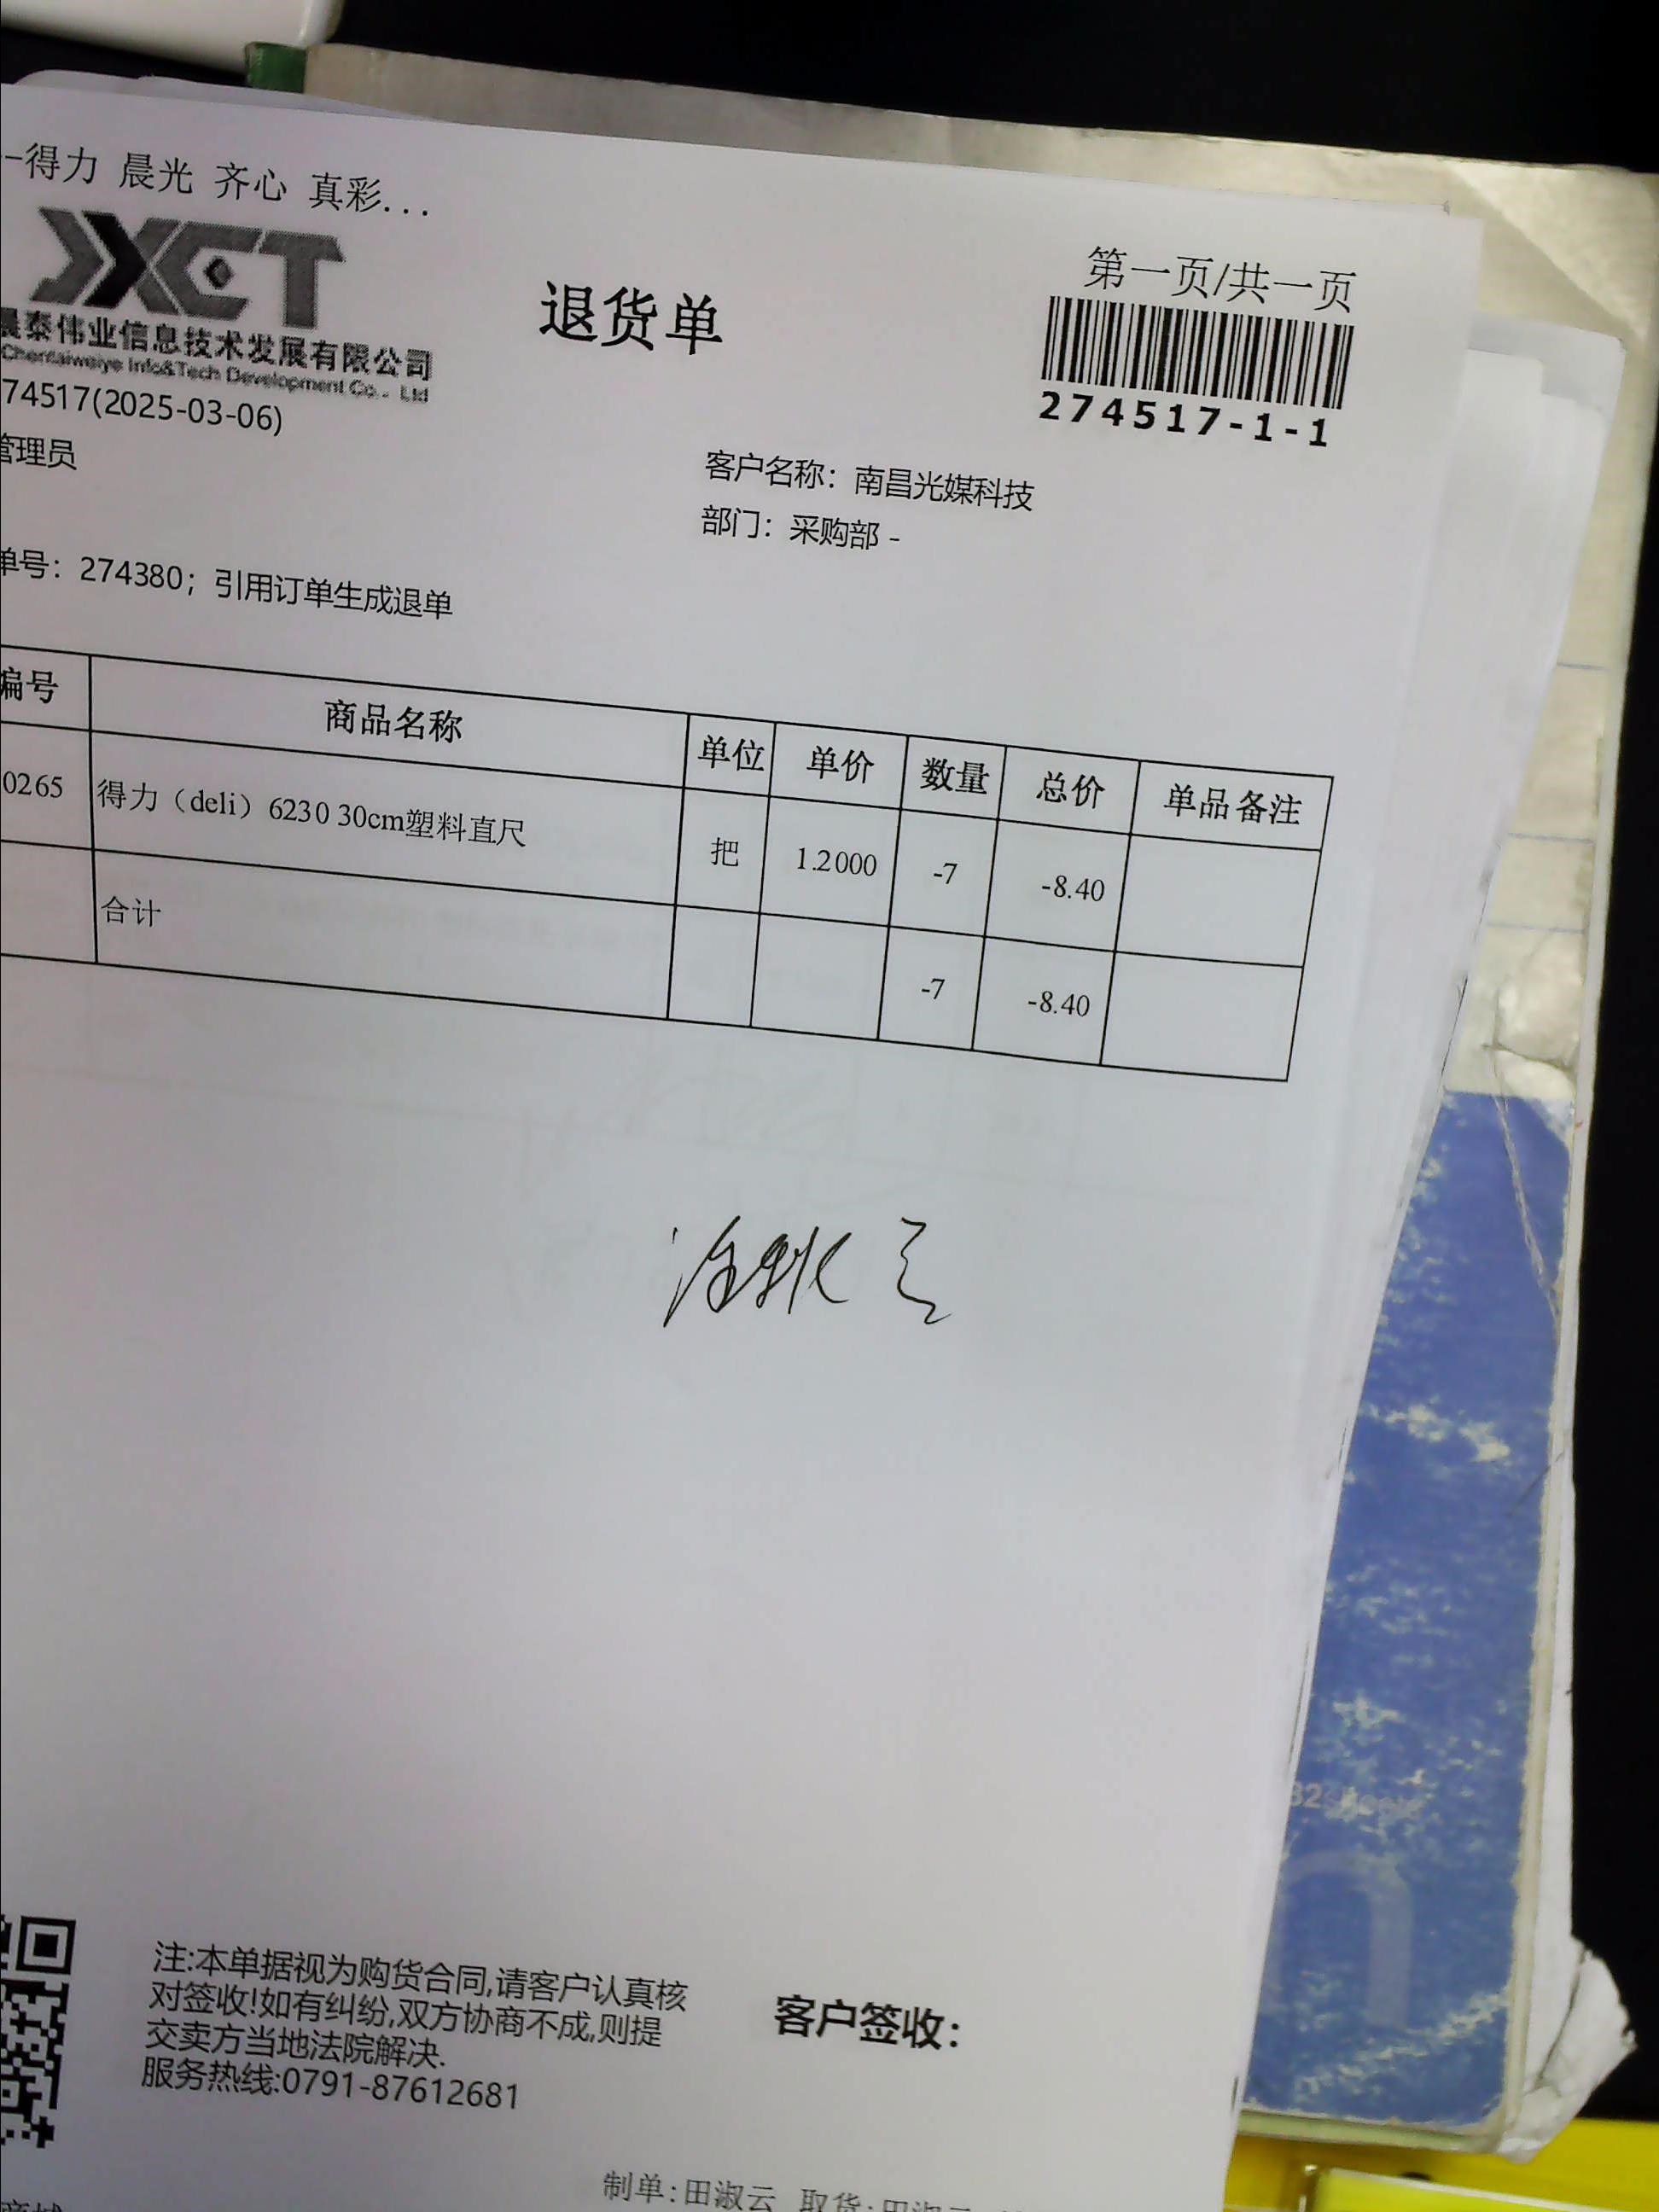 --得力 晨光 齐心 真彩...
第一页/共一页
退货单
晨泰伟业信息技术发展有限公司
Chentaiweiye Info&Tech Development Co., Ltd
74517(2025-03-06)
274517-1-1
管理员
客户名称：南昌光媒科技
部门：采购部 -
单号：274380；引用订单生成退单
编号 商品名称 单位 单价 数量 总价 单品备注
0265 得力（deli）6230 30cm塑料直尺 把 1.2000 -7 -8.40
合计 -7 -8.40
注:本单据视为购货合同,请客户认真核
对签收!如有纠纷,双方协商不成,则提
交卖方当地法院解决.
服务热线:0791-87612681
客户签收：
制单:田淑云 取货:田淑云